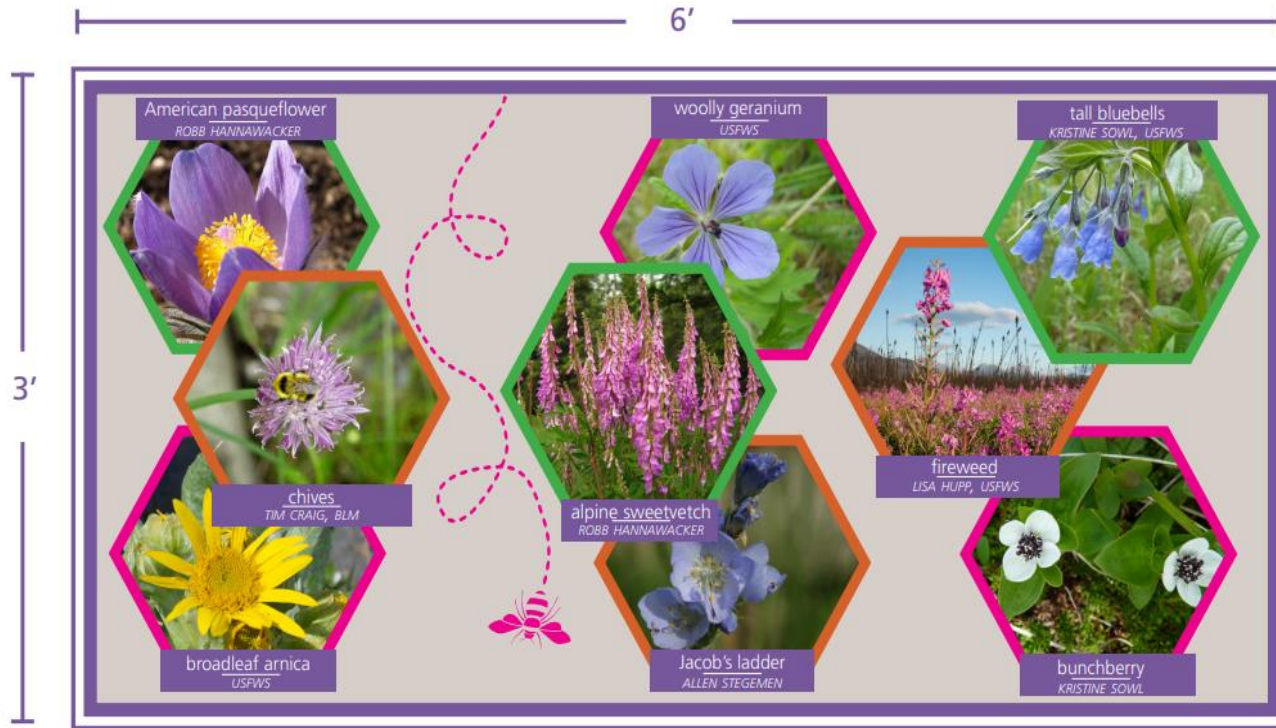 6’
3’
American pasqueflower
ROBB HANNAWACKER
woolly geranium
USFWS
tall bluebells
KRISTINE SOWL, USFWS
chives
TIM CRAIG, BLM
alpine sweetvetch
ROBB HANNAWACKER
fireweed
LISA HUPP, USFWS
broadleaf arnica
USFWS
Jacob's ladder
ALLEN STEGEMEN
bunchberry
KRISTINE SOWL